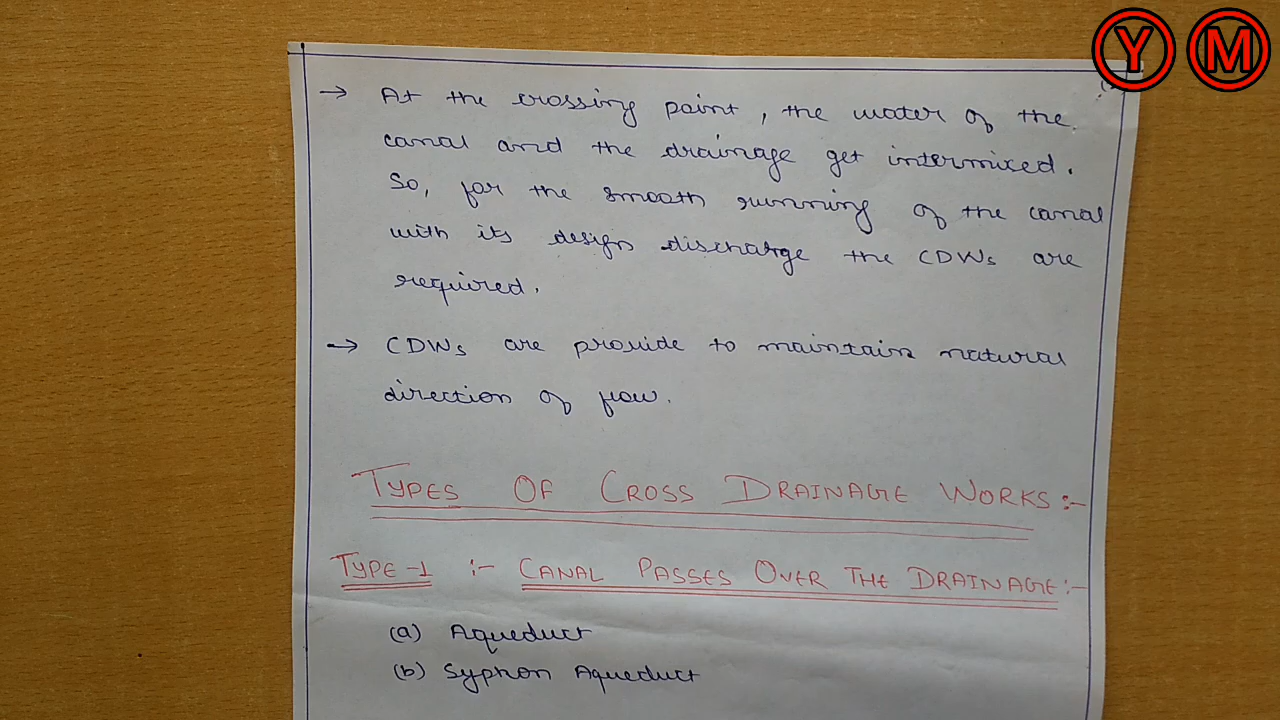 Y M
→ At the crossing point, the water of the
canal and the drainage get intermixed.
So, for the smooth running of the canal
with its design discharge the CDWs are
required.
→ CDWs are provide to maintain natural
direction of flow.
TYPES OF CROSS DRAINAGE WORKS :-
TYPE-1 :- CANAL PASSES OVER THE DRAINAGE :-
(a) Aqueduct
(b) Syphon Aqueduct